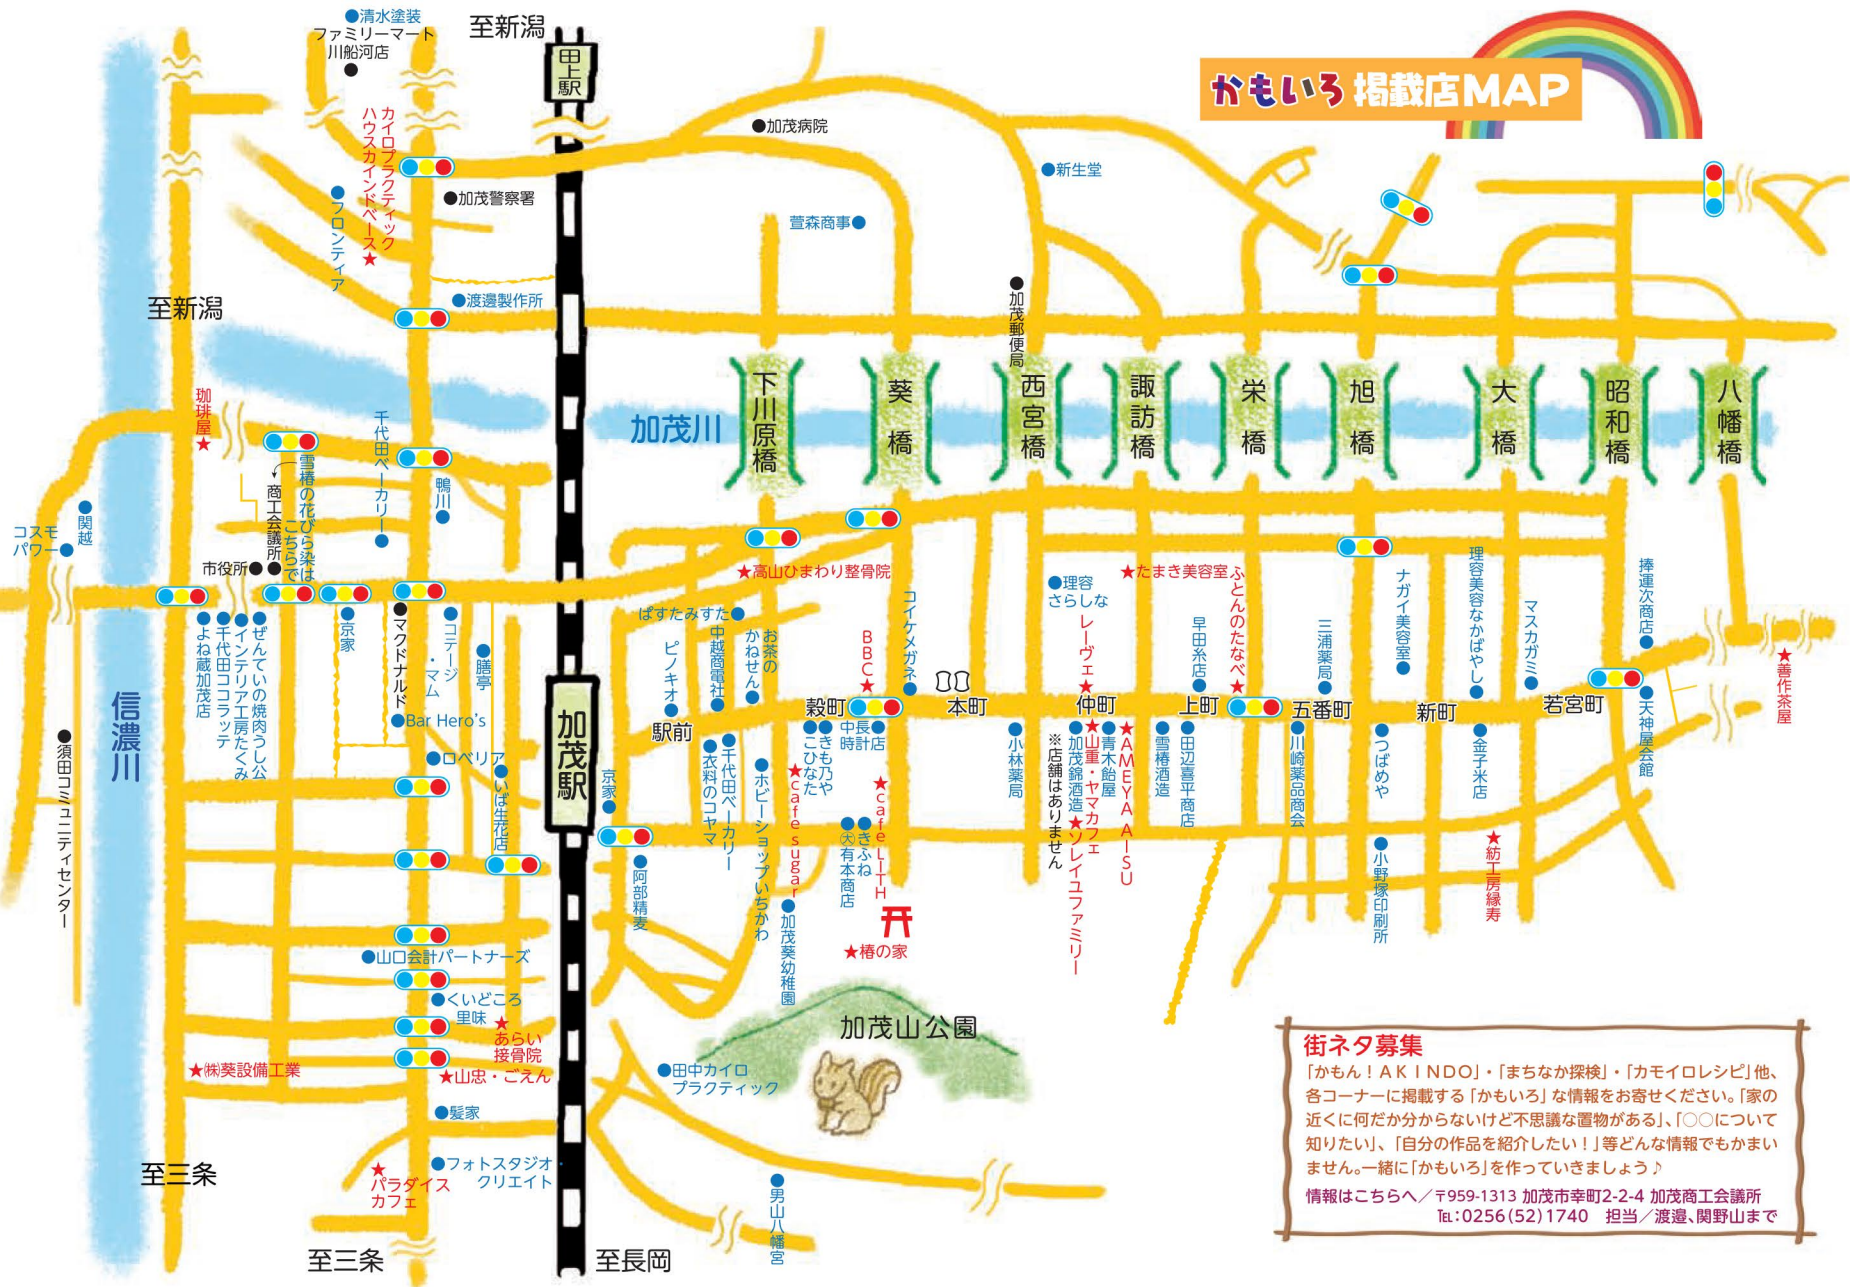 かもいろ 掲載店MAP
清水塗装
ファミリーマート
川船河店
至新潟
田上駅
カイロプラクティック
ハウスカインドベース★
加茂病院
加茂警察署
フロンティア
新生堂
萱森商事
渡邊製作所
加茂郵便局
至新潟
加茂川
下川原橋
葵橋
西宮橋
諏訪橋
栄橋
旭橋
大橋
昭和橋
八幡橋
珈琲屋★
千代田ベーカリー
鴨川
雪椿の花びら染は
こちらで
商工会議所
市役所
関越
コスモ
パワー
よね蔵加茂店
千代田ココラッテ
インテリア工房たくみ
ぜんていの焼肉うし公
京家
マクドナルド
コテージ
・マム
膳亭
Bar Hero's
ロベリア
いば生花店
信濃川
須田コミュニティセンター
加茂駅
★高山ひまわり整骨院
ぱすたみすた
ピノキオ
中越商電社
お茶の
かねせん
BBC★
コイケメガネ
理容
さらしな
レーヴェ★
★たまき美容室
ふとんのたなべ★
早田糸店
三浦薬局
ナガイ美容室
理容美容なかばやし
マスカガミ
捧運次商店
★善作茶屋
駅前
穀町
本町
仲町
上町
五番町
新町
若宮町
京家
阿部精麦
衣料のコヤマ
千代田ベーカリー
ホビーショップいちかわ
★cafe sugar
こひなた
きも乃や
中長
時計店
★cafe LITH
きふね
㊅有本商店
加茂葵幼稚園
★椿の家
小林薬局
※店舗はありません
加茂錦酒造
★ソレイユファミリー
★山重・ヤマカフェ
青木飴屋
★AMEYA AISU
雪椿酒造
田辺喜平商店
川崎薬品商会
つばめや
小野塚印刷所
金子米店
★紡工房縁寿
天神屋会館
山口会計パートナーズ
くいどころ
里味
★
あらい
接骨院
★㈱葵設備工業
★山忠・ごえん
髪家
フォトスタジオ
クリエイト
★
パラダイス
カフェ
至三条
至三条
至長岡
加茂山公園
田中カイロ
プラクティック
男山八幡宮
街ネタ募集
「かもん！AKINDO」・「まちなか探検」・「カモイロレシピ」他、
各コーナーに掲載する「かもいろ」な情報をお寄せください。「家の
近くに何だか分からないけど不思議な置物がある」、「○○について
知りたい」、「自分の作品を紹介したい！」等どんな情報でもかまい
ません。一緒に「かもいろ」を作っていきましょう♪
情報はこちらへ／〒959-1313 加茂市幸町2-2-4 加茂商工会議所
℡:0256(52)1740 担当／渡邉、関野山まで